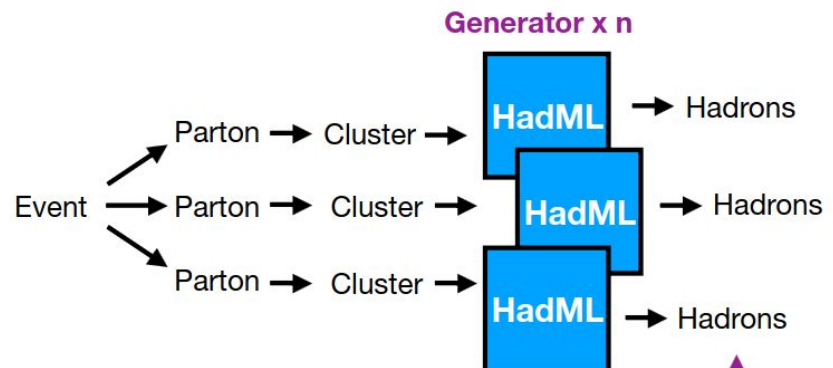 Generator x n
Parton Cluster HadML Hadrons
Event Parton Cluster HadML Hadrons
Parton Cluster HadML Hadrons